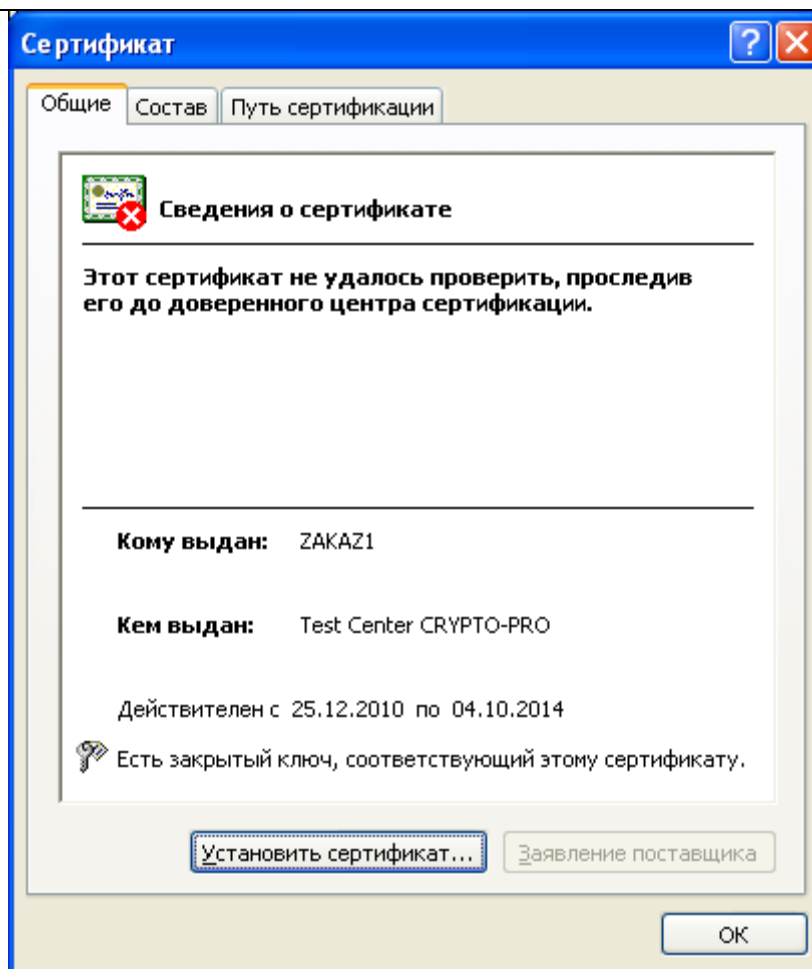 Сертификат
Общие Состав Путь сертификации
Сведения о сертификате
Этот сертификат не удалось проверить, проследив
его до доверенного центра сертификации.
Кому выдан: ZAKAZ1
Кем выдан: Test Center CRYPTO-PRO
Действителен с 25.12.2010 по 04.10.2014
Есть закрытый ключ, соответствующий этому сертификату.
Установить сертификат... Заявление поставщика
ОК